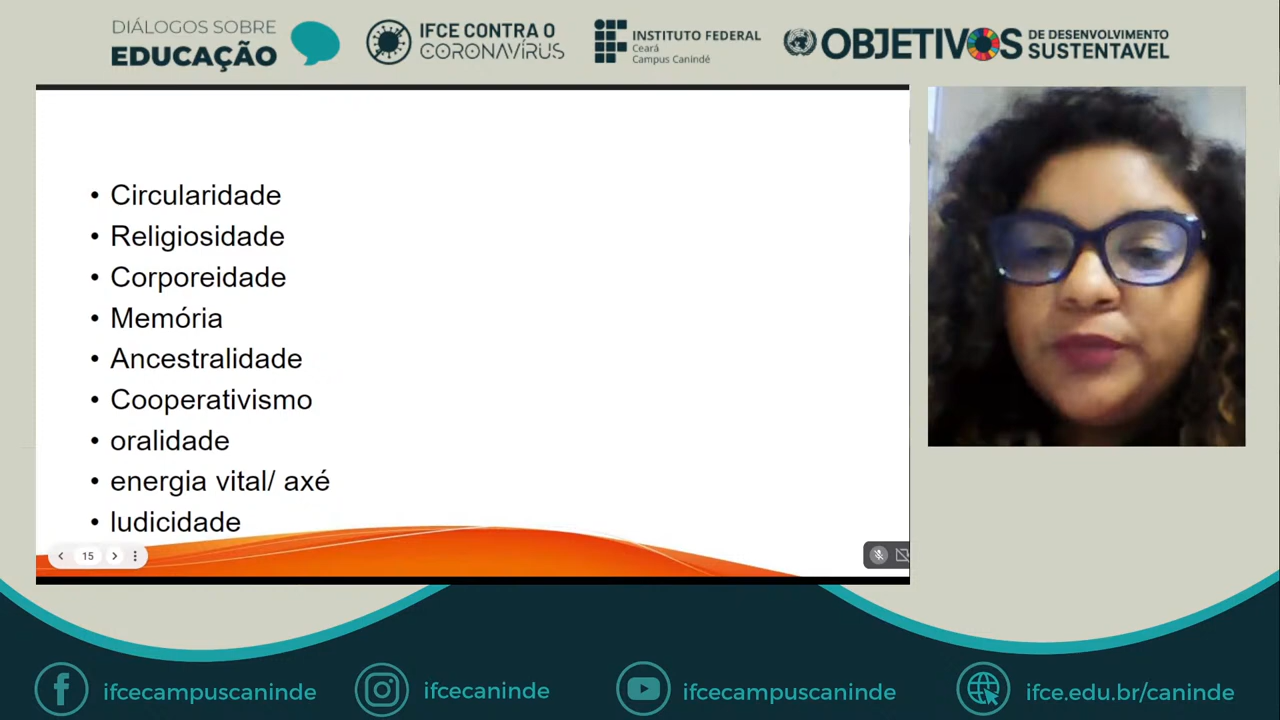 DIÁLOGOS SOBRE
EDUCAÇÃO
IFCE CONTRA O
CORONAVÍRUS
INSTITUTO FEDERAL
Ceará
Campus Canindé
OBJETIVOS
DE DESENVOLVIMENTO
SUSTENTAVEL
• Circularidade
• Religiosidade
• Corporeidade
• Memória
• Ancestralidade
• Cooperativismo
• oralidade
• energia vital/ axé
• ludicidade
15
ifcecampuscaninde
ifcecaninde
ifcecampuscaninde
ifce.edu.br/caninde